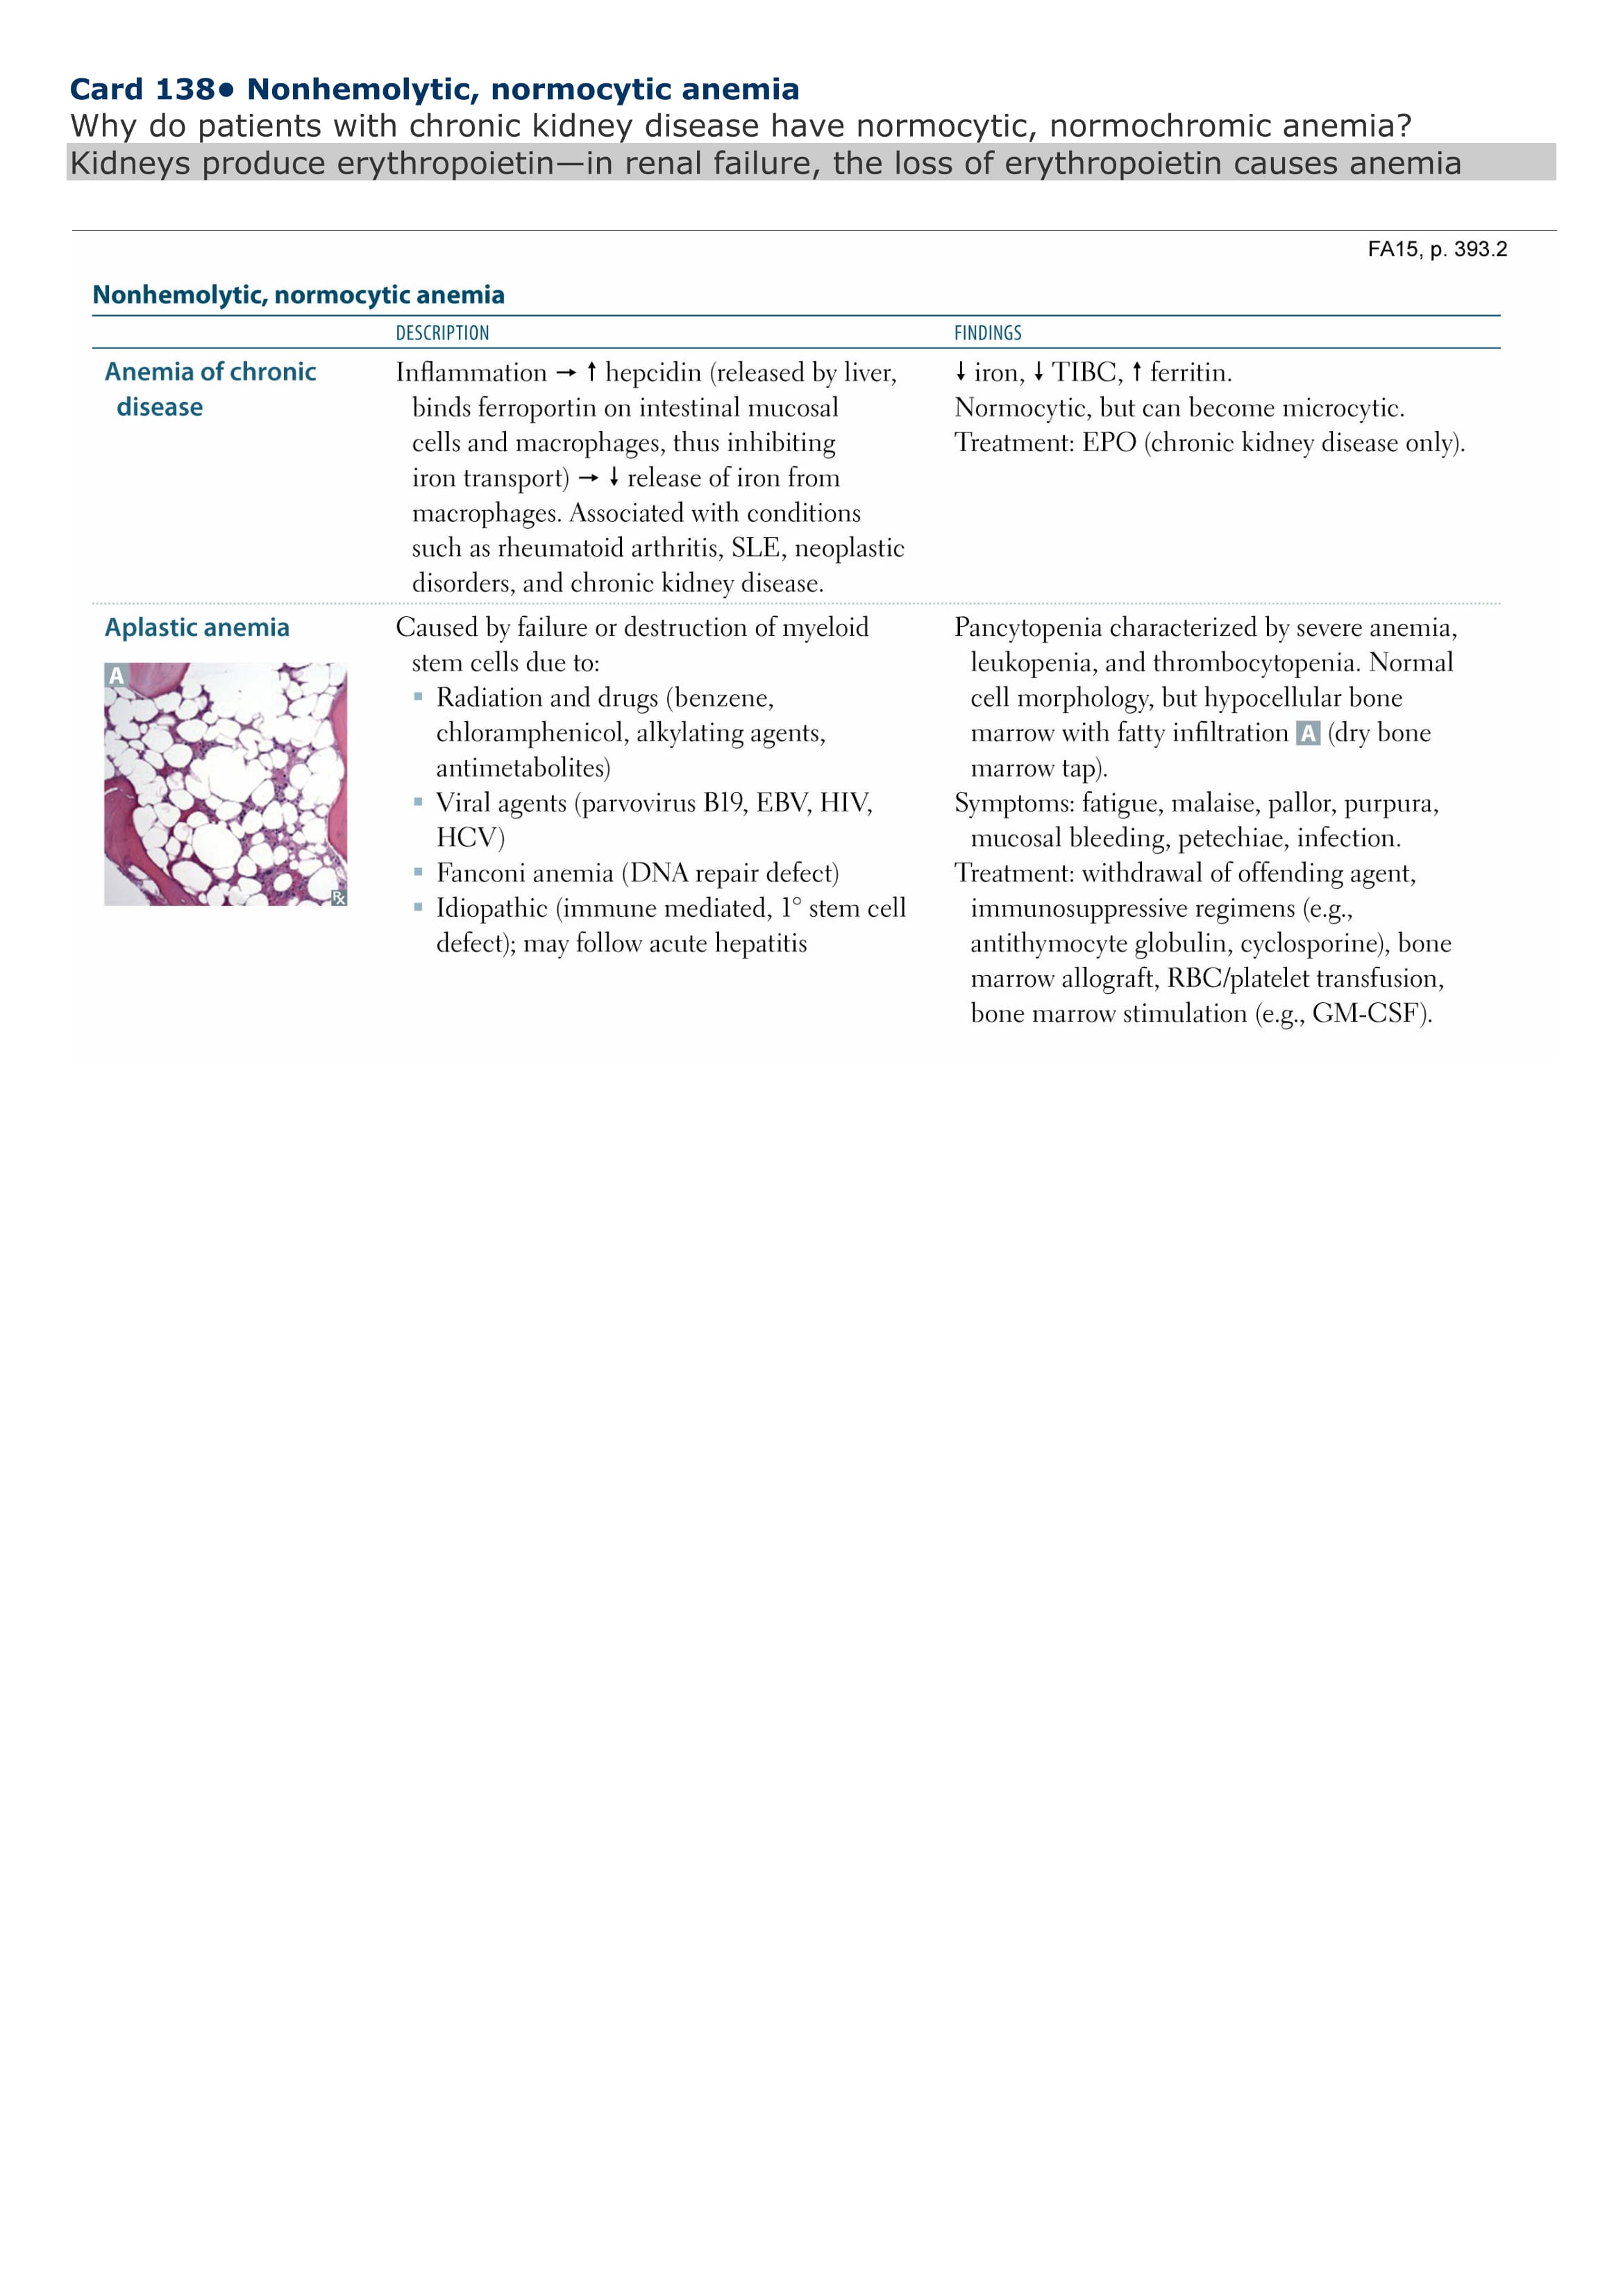 Card 138• Nonhemolytic, normocytic anemia
Why do patients with chronic kidney disease have normocytic, normochromic anemia?
Kidneys produce erythropoietin—in renal failure, the loss of erythropoietin causes anemia
FA15, p. 393.2
Nonhemolytic, normocytic anemia
DESCRIPTION
FINDINGS
Anemia of chronic
disease
Inflammation → ↑ hepcidin (released by liver,
binds ferroportin on intestinal mucosal
cells and macrophages, thus inhibiting
iron transport) → ↓ release of iron from
macrophages. Associated with conditions
such as rheumatoid arthritis, SLE, neoplastic
disorders, and chronic kidney disease.
↓ iron, ↓ TIBC, ↑ ferritin.
Normocytic, but can become microcytic.
Treatment: EPO (chronic kidney disease only).
Aplastic anemia
A
℞
Caused by failure or destruction of myeloid
stem cells due to:
▪ Radiation and drugs (benzene,
chloramphenicol, alkylating agents,
antimetabolites)
▪ Viral agents (parvovirus B19, EBV, HIV,
HCV)
▪ Fanconi anemia (DNA repair defect)
▪ Idiopathic (immune mediated, 1° stem cell
defect); may follow acute hepatitis
Pancytopenia characterized by severe anemia,
leukopenia, and thrombocytopenia. Normal
cell morphology, but hypocellular bone
marrow with fatty infiltration A (dry bone
marrow tap).
Symptoms: fatigue, malaise, pallor, purpura,
mucosal bleeding, petechiae, infection.
Treatment: withdrawal of offending agent,
immunosuppressive regimens (e.g.,
antithymocyte globulin, cyclosporine), bone
marrow allograft, RBC/platelet transfusion,
bone marrow stimulation (e.g., GM-CSF).